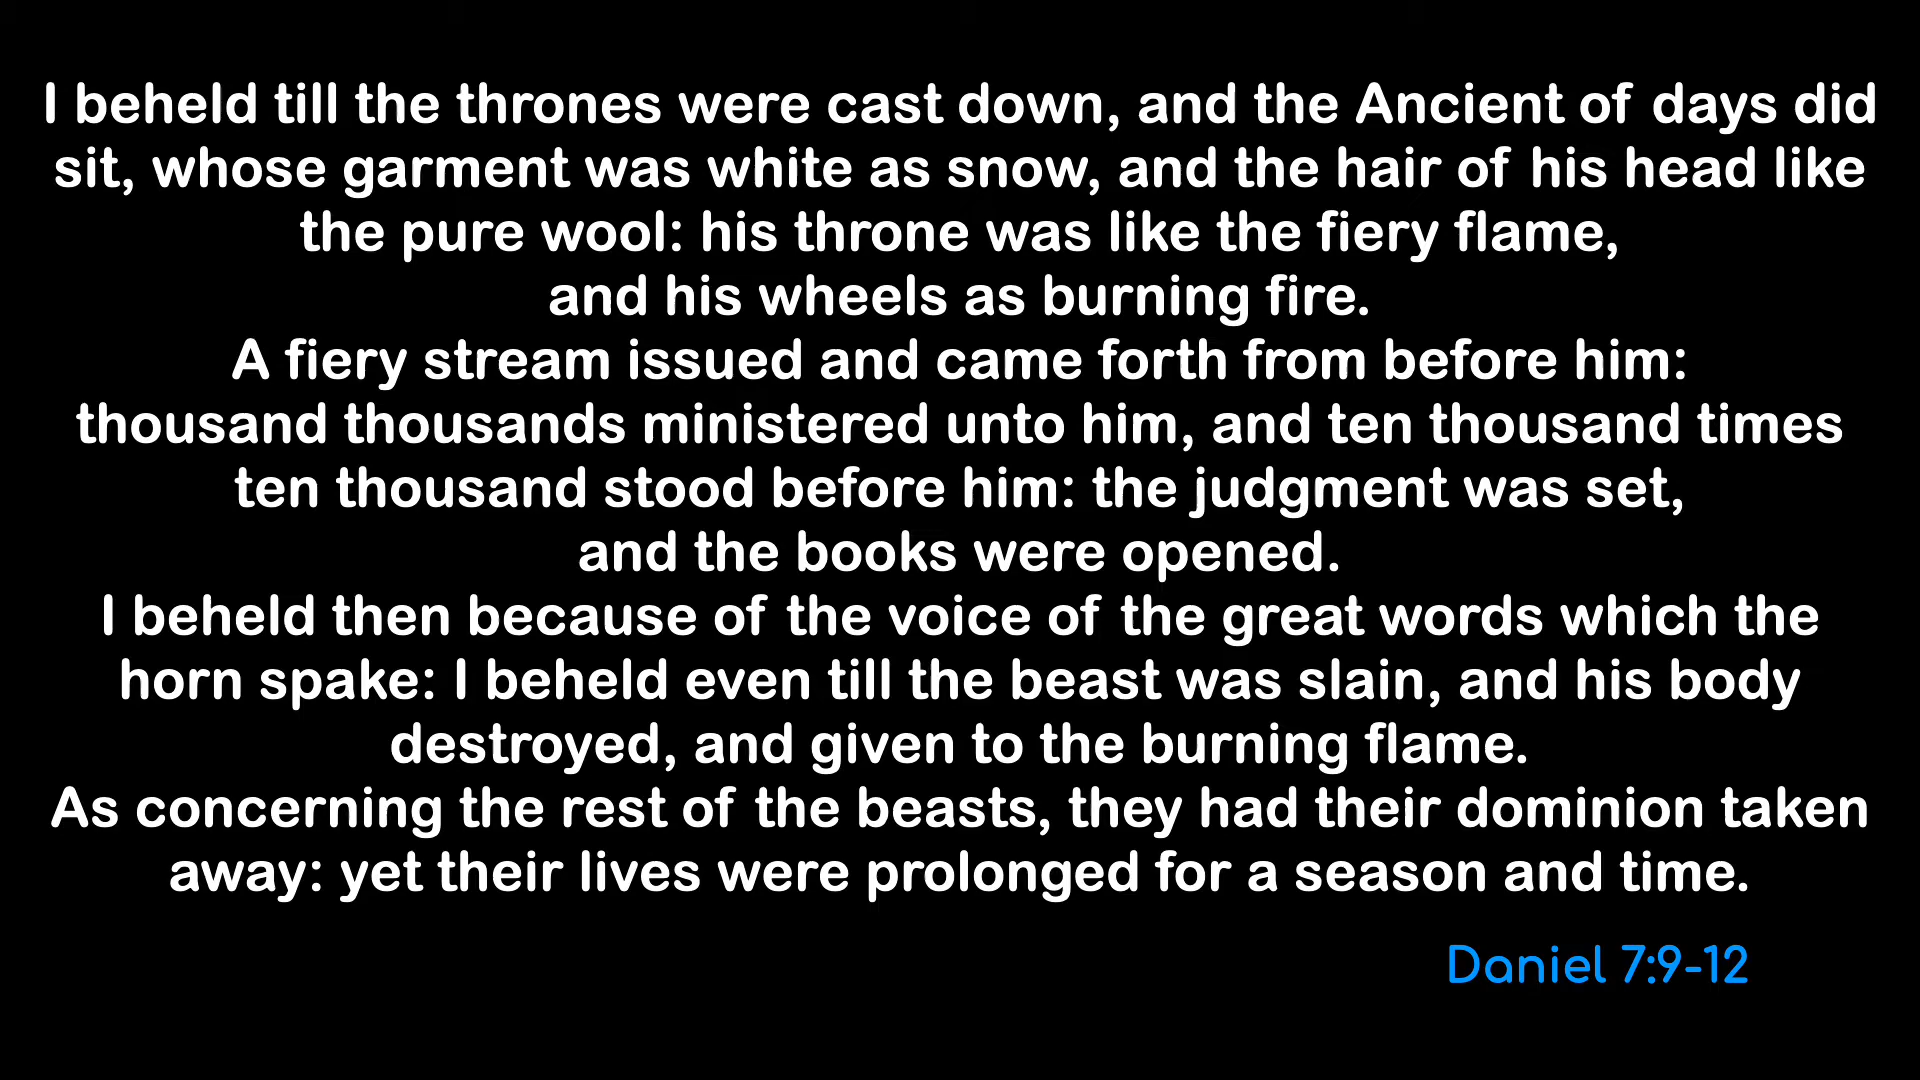 I beheld till the thrones were cast down, and the Ancient of days did
sit, whose garment was white as snow, and the hair of his head like
the pure wool: his throne was like the fiery flame,
and his wheels as burning fire.
A fiery stream issued and came forth from before him:
thousand thousands ministered unto him, and ten thousand times
ten thousand stood before him: the judgment was set,
and the books were opened.
I beheld then because of the voice of the great words which the
horn spake: I beheld even till the beast was slain, and his body
destroyed, and given to the burning flame.
As concerning the rest of the beasts, they had their dominion taken
away: yet their lives were prolonged for a season and time.
Daniel 7:9-12